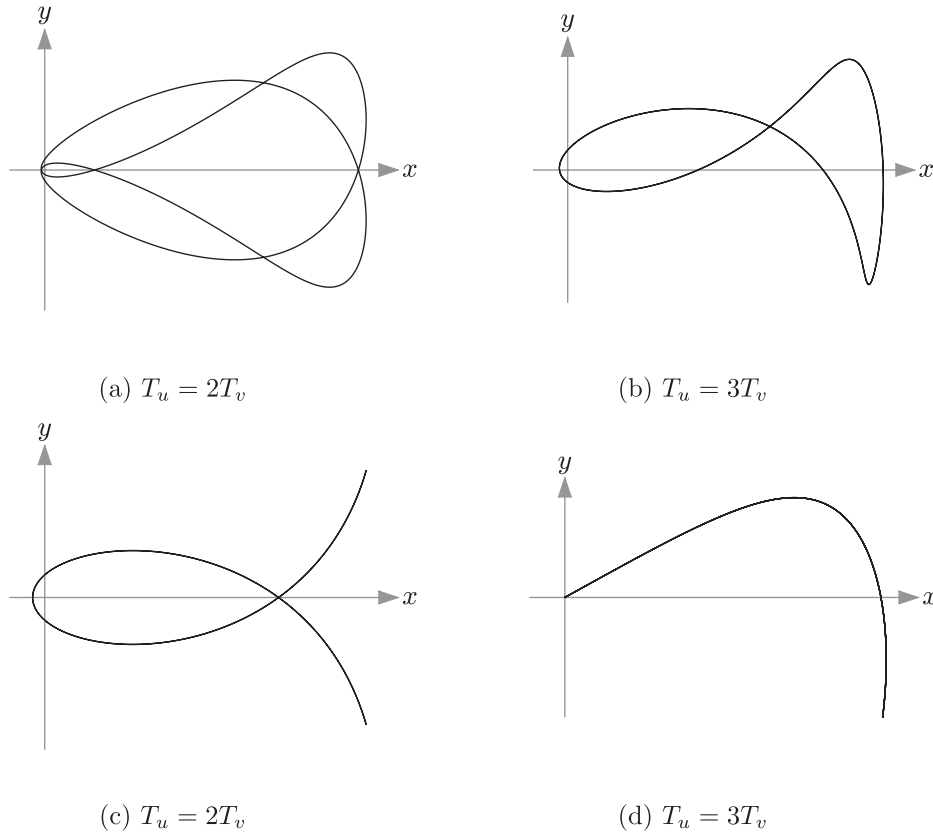 y
y
x
x
(a) T_u = 2T_v
(b) T_u = 3T_v
y
y
x
x
(c) T_u = 2T_v
(d) T_u = 3T_v